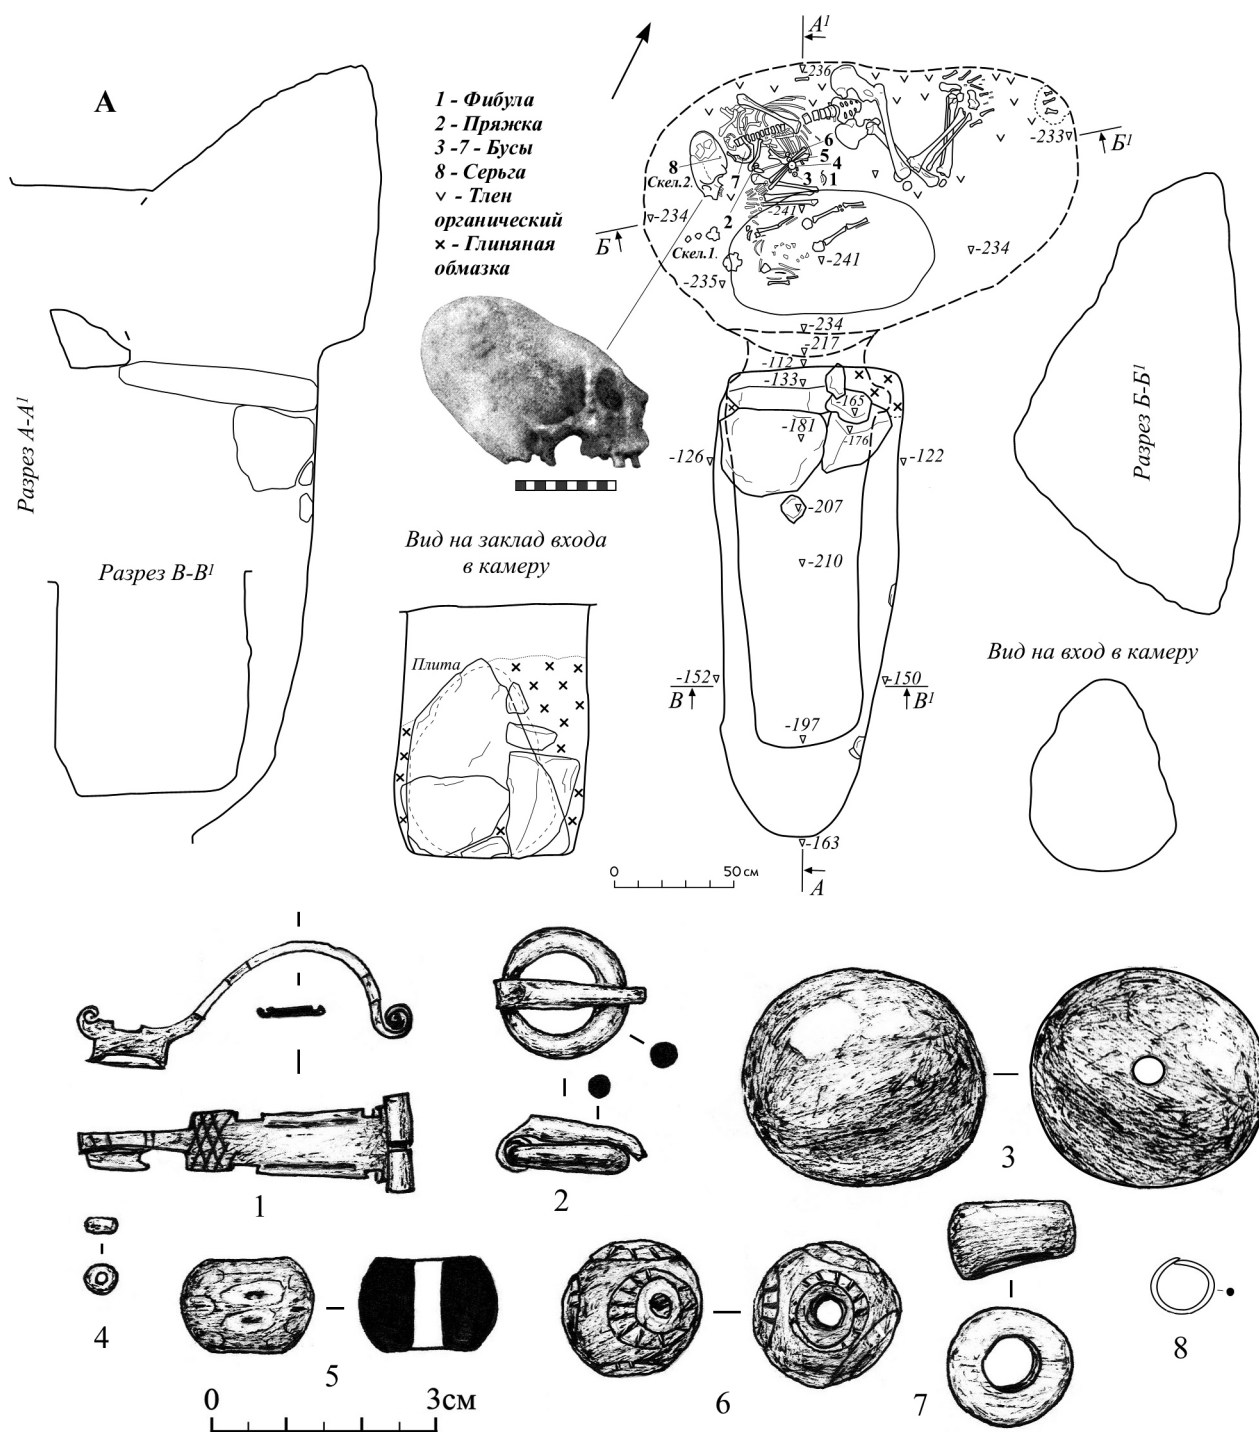 А
1 - Фибула
2 - Пряжка
3 -7 - Бусы
8 - Серьга
ⅴ - Тлен
органический
× - Глиняная
обмазка
А¹
-236
-233
Б¹
6
5
4
3
1
8
7
2
Скел.2.
-234
Б
-241
Скел.1.
-241
-234
-235
-234
-217
-112
-133
-165
-181
-176
-126
-122
-207
-210
-152
В
-150
В¹
-197
-163
А
0
50 см
Разрез А-А¹
Разрез В-В¹
Вид на заклад входа
в камеру
Плита
Разрез Б-Б¹
Вид на вход в камеру
1
2
3
4
5
6
7
8
0
3см